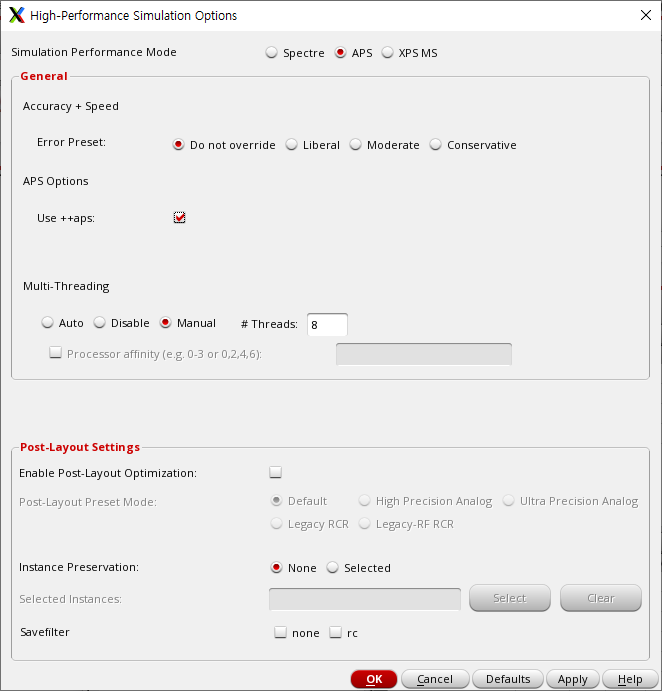 High-Performance Simulation Options
Simulation Performance Mode Spectre APS XPS MS
General
Accuracy + Speed
Error Preset: Do not override Liberal Moderate Conservative
APS Options
Use ++aps:
Multi-Threading
Auto Disable Manual # Threads: 8
Processor affinity (e.g. 0-3 or 0,2,4,6):
Post-Layout Settings
Enable Post-Layout Optimization:
Post-Layout Preset Mode: Default High Precision Analog Ultra Precision Analog
Legacy RCR Legacy-RF RCR
Instance Preservation: None Selected
Selected Instances: Select Clear
Savefilter none rc
OK Cancel Defaults Apply Help